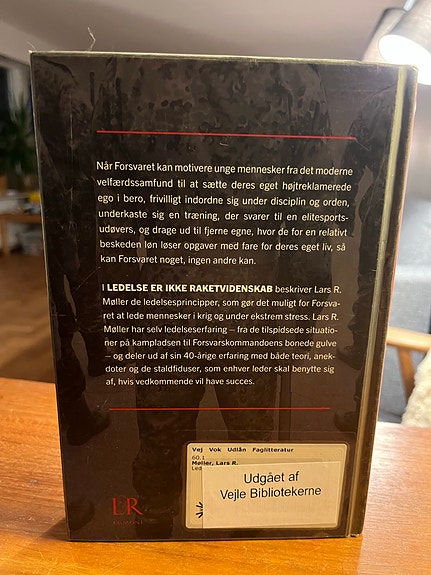 Når Forsvaret kan motivere unge mennesker fra det moderne
velfærdssamfund til at sætte deres eget højtreklamerede
ego i bero, frivilligt indordne sig under disciplin og orden,
underkaste sig en træning, der svarer til en elitesports-
udøvers, og drage ud til fjerne egne, hvor de for en relativt
beskeden løn løser opgaver med fare for deres eget liv, så
kan Forsvaret noget, ingen andre kan.
I LEDELSE ER IKKE RAKETVIDENSKAB beskriver Lars R.
Møller de ledelsesprincipper, som gør det muligt for Forsva-
ret at lede mennesker i krig og under ekstrem stress. Lars R.
Møller har selv ledelseserfaring – fra de tilspidsede situatio-
ner på kamppladsen til Forsvarskommandoens bonede gulve
– og deler ud af sin 40-årige erfaring med både teori, anek-
doter og de staldfiduser, som enhver leder skal benytte sig
af, hvis vedkommende vil have succes.
Vej Vok Udlån Faglitteratur
60.1
Møller, Lars R.
Led
Udgået af
Vejle Bibliotekerne
LR
EGMONT